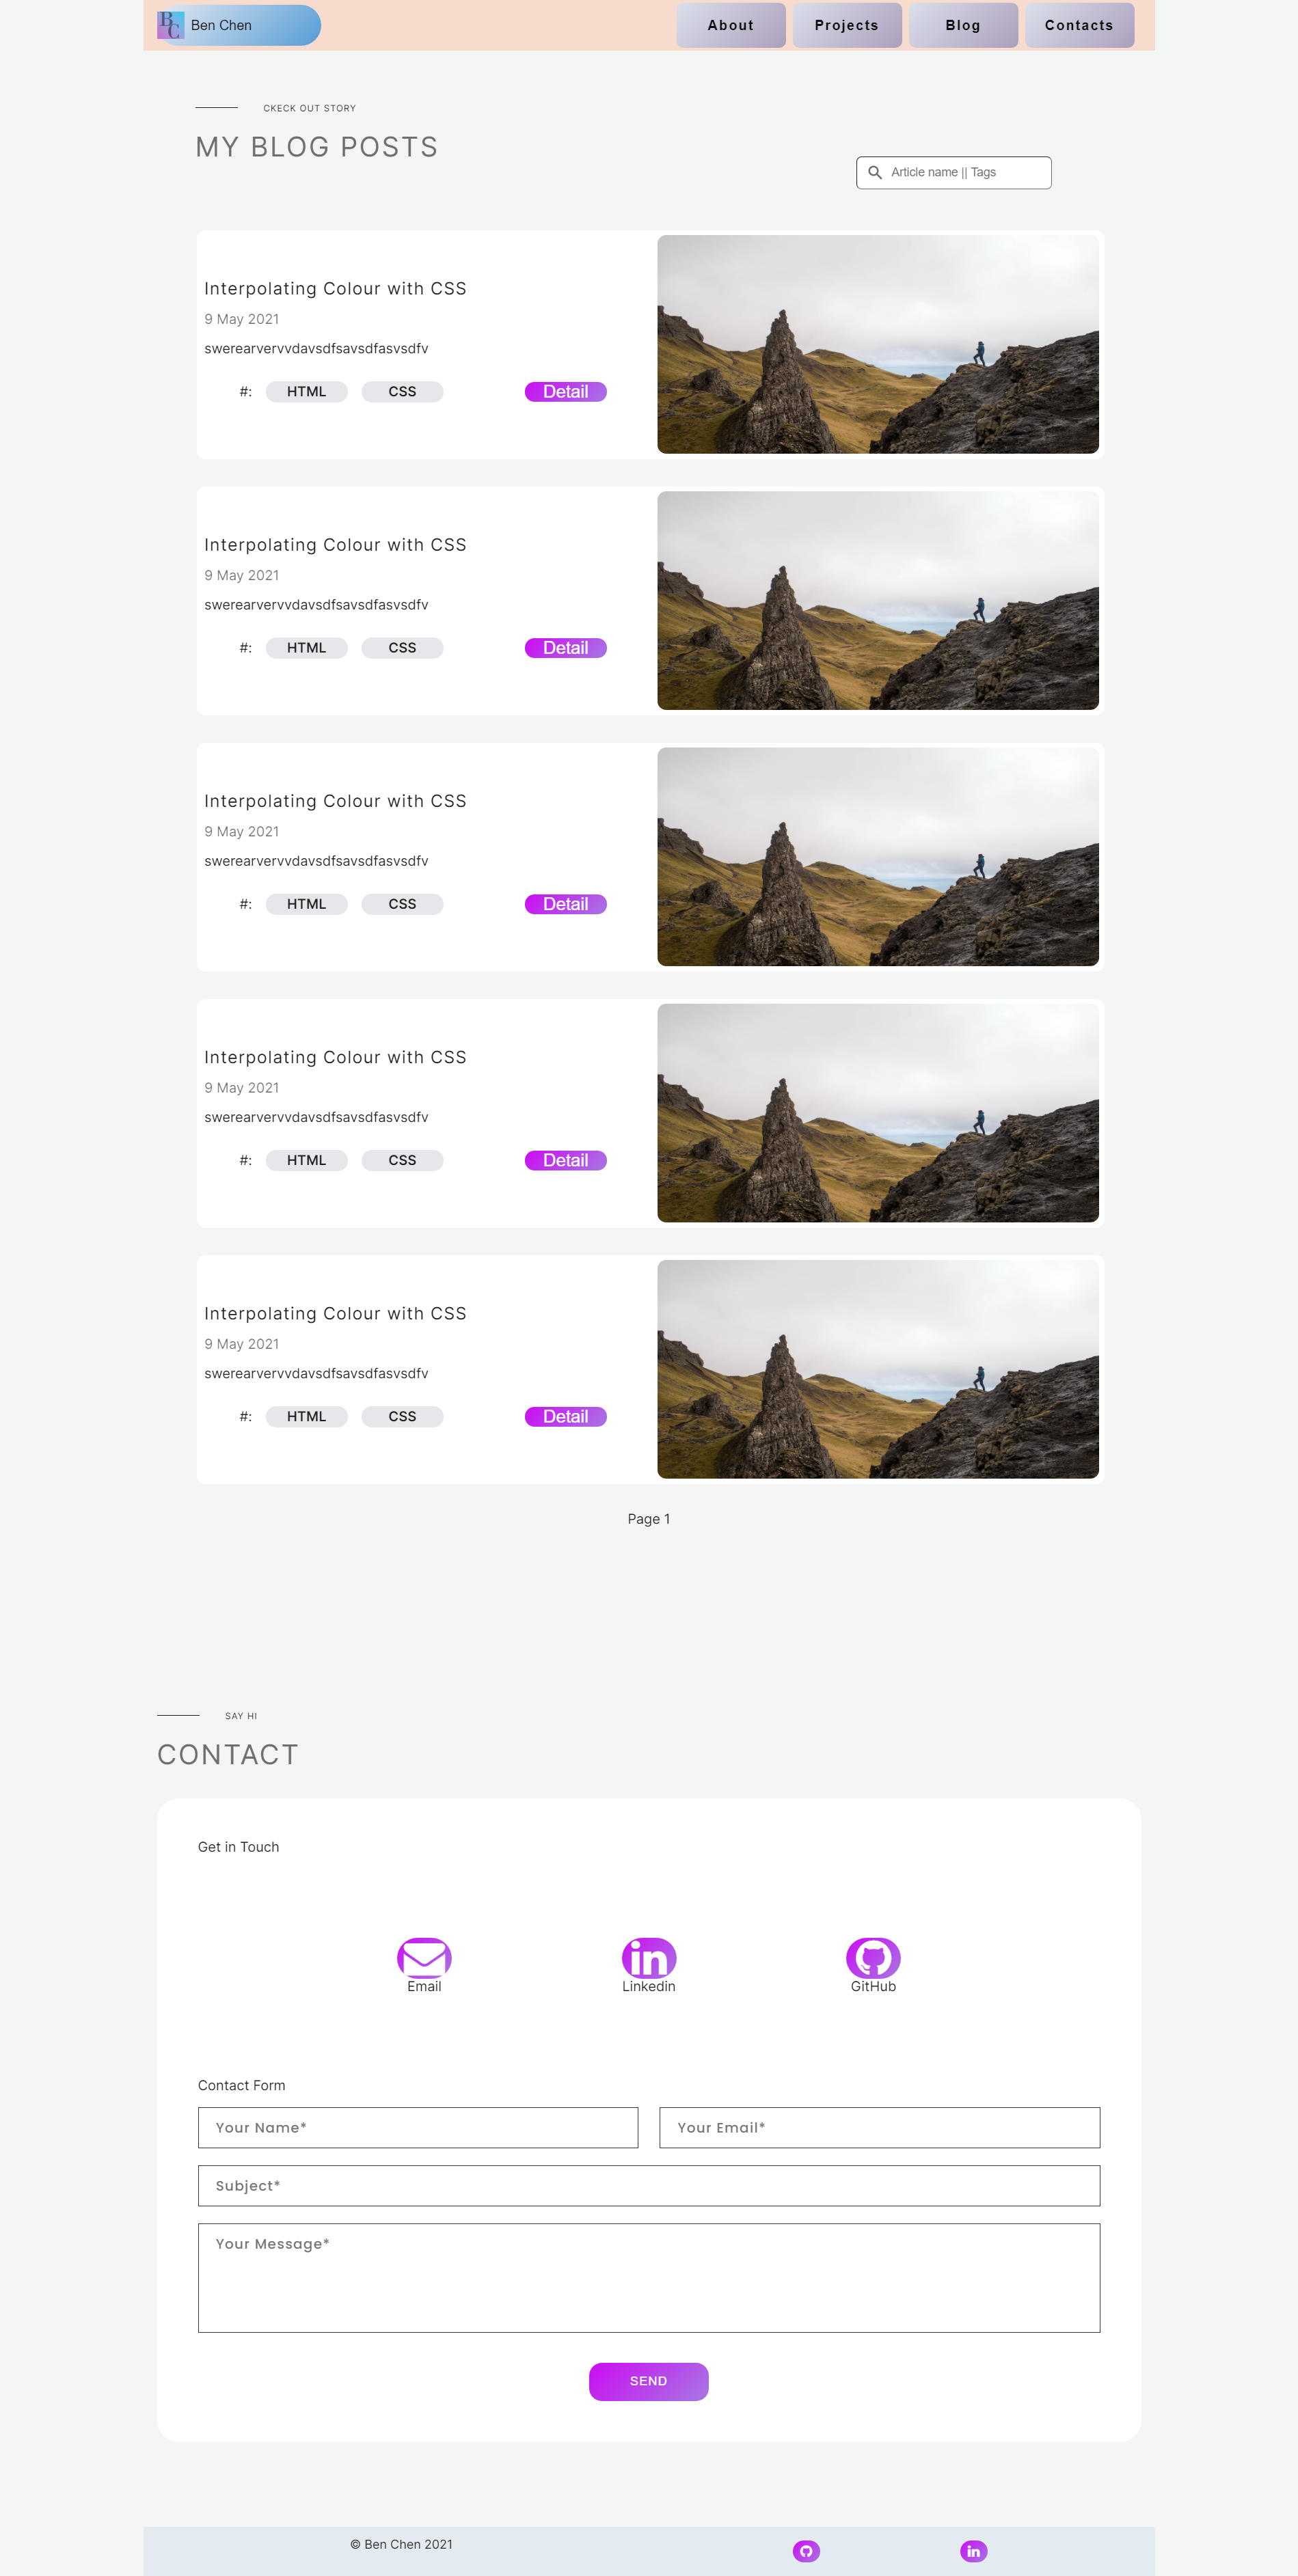 BC Ben Chen About Projects Blog Contacts
CKECK OUT STORY
MY BLOG POSTS
Article name || Tags
Interpolating Colour with CSS
9 May 2021
swerearvervvdavsdfsavsdfasvsdfv
#: HTML CSS Detail
Interpolating Colour with CSS
9 May 2021
swerearvervvdavsdfsavsdfasvsdfv
#: HTML CSS Detail
Interpolating Colour with CSS
9 May 2021
swerearvervvdavsdfsavsdfasvsdfv
#: HTML CSS Detail
Interpolating Colour with CSS
9 May 2021
swerearvervvdavsdfsavsdfasvsdfv
#: HTML CSS Detail
Interpolating Colour with CSS
9 May 2021
swerearvervvdavsdfsavsdfasvsdfv
#: HTML CSS Detail
Page 1
SAY HI
CONTACT
Get in Touch
in
Email Linkedin GitHub
Contact Form
Your Name* Your Email*
Subject*
Your Message*
SEND
© Ben Chen 2021 in